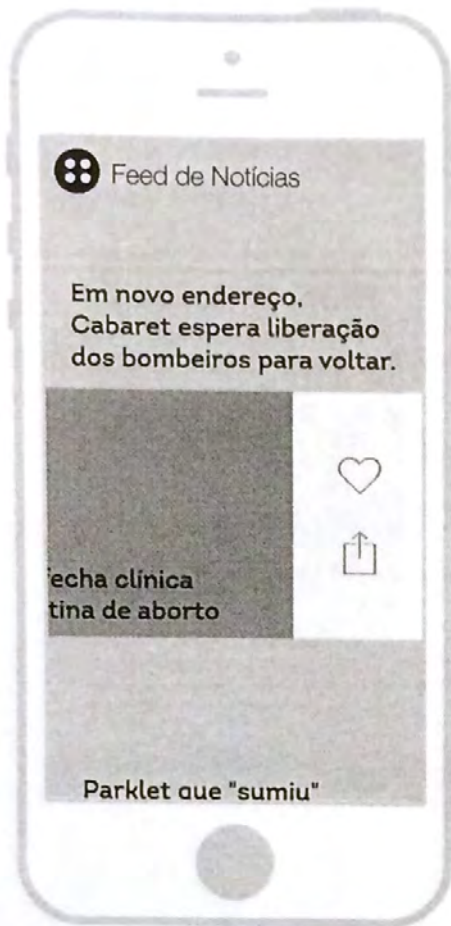 Feed de Notícias
Em novo endereço,
Cabaret espera liberação
dos bombeiros para voltar.
echa clínica
tina de aborto
Parklet que "sumiu"